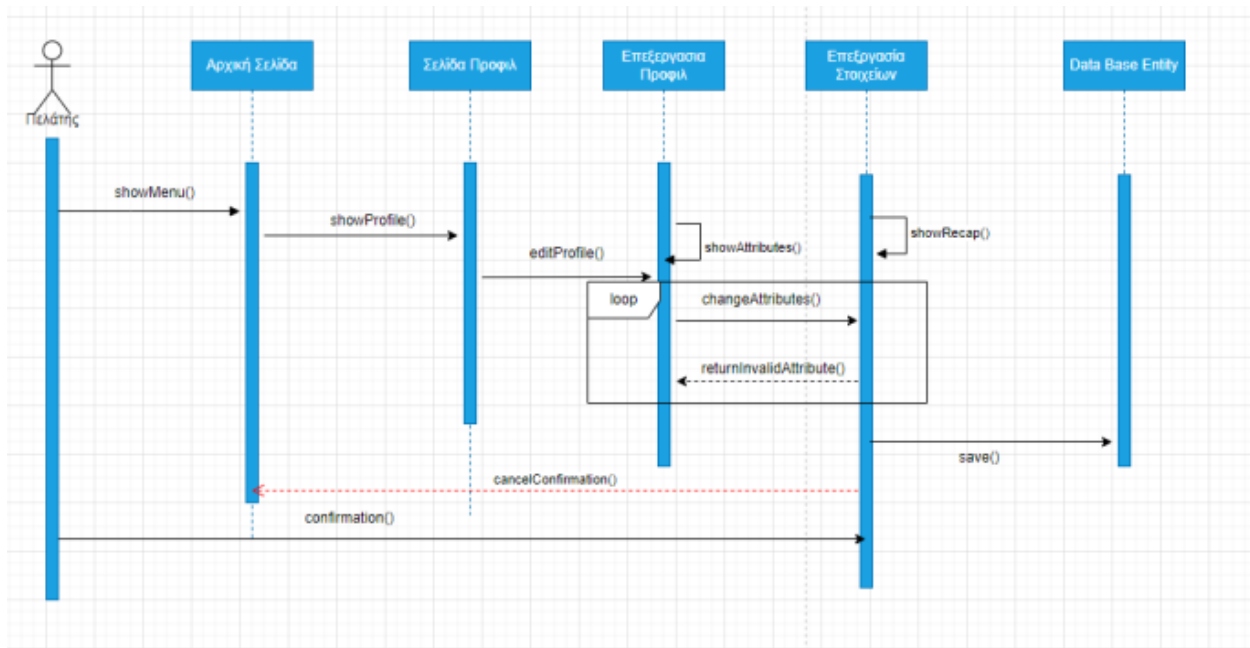 Πελάτης
Αρχική Σελίδα
Σελίδα Προφιλ
Επεξεργασια
Προφιλ
Επεξργασία
Στοιχείων
Data Base Entity
showMenu()
showProfile()
editProfile()
showAttributes()
showRecap()
loop
changeAttributes()
returnInvalidAttribute()
save()
cancelConfirmation()
confirmation()